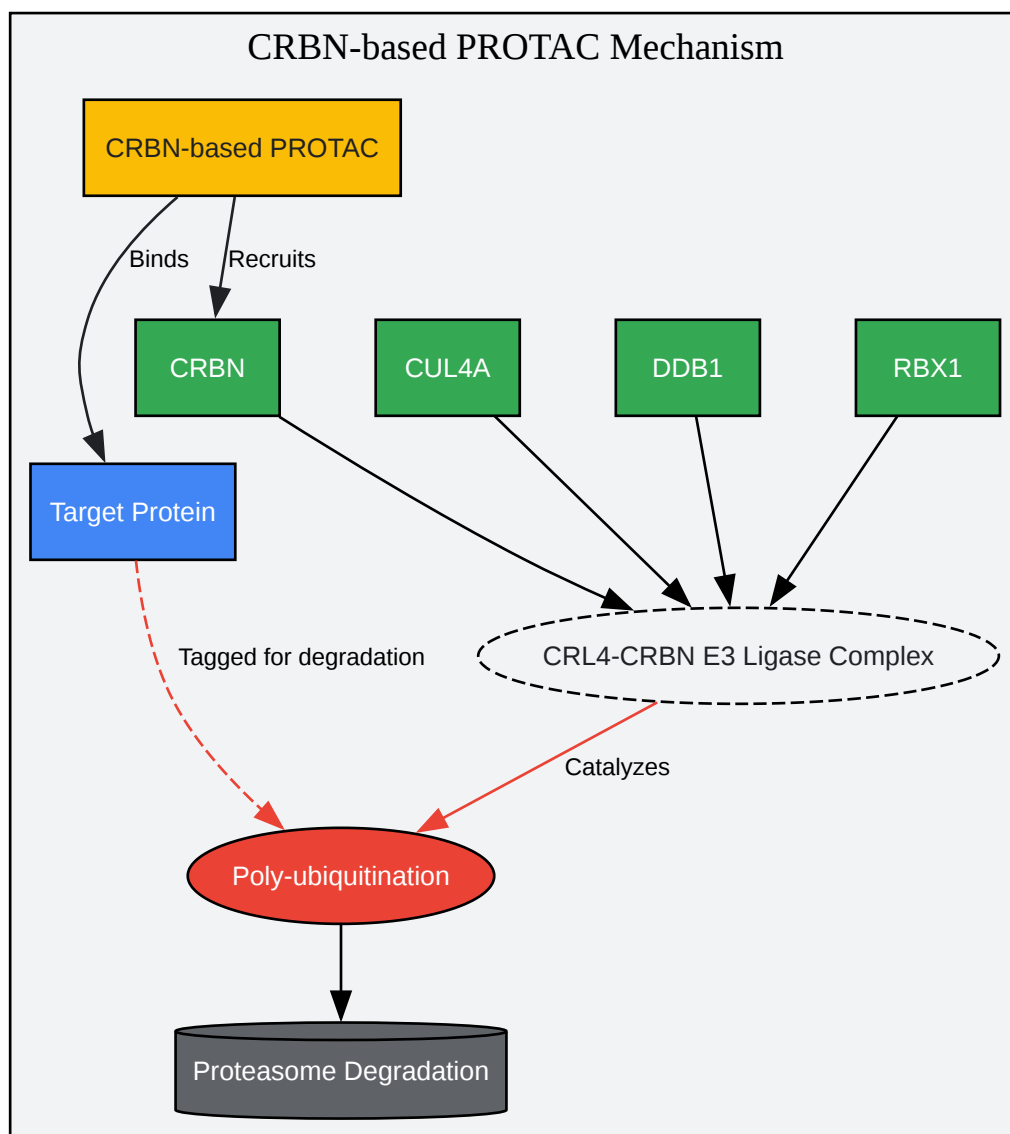 CRBN-based PROTAC Mechanism
CRBN-based PROTAC
Binds
Recruits
CRBN
CUL4A
DDB1
RBX1
Target Protein
Tagged for degradation
CRL4-CRBN E3 Ligase Complex
Catalyzes
Poly-ubiquitination
Proteasome Degradation